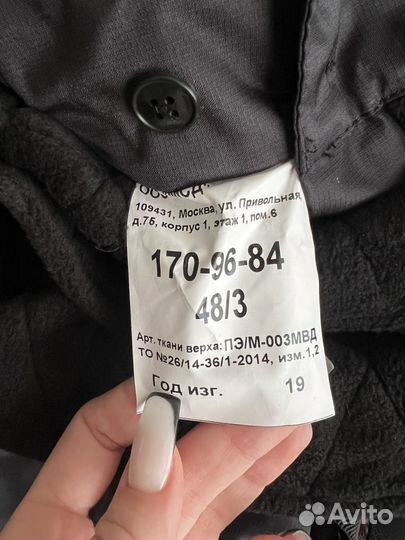 109431, Москва, ул. Привольная,
д.75, корпус 1, этаж 1, пом.6
170-96-84
48/3
Арт. ткани верха: ПЭ/М-003МВД
ТО №26/14-36/1-2014, изм.1,2
Год изг. 19
Avito